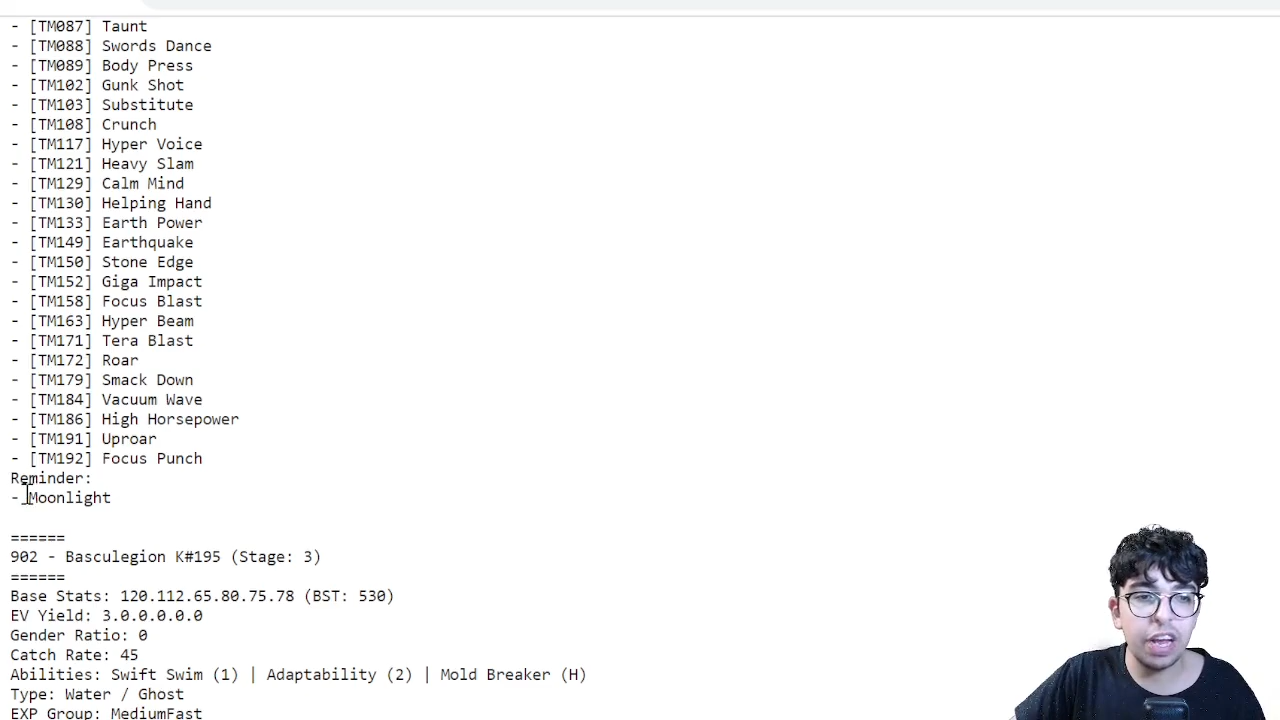 - [TM087] Taunt
- [TM088] Swords Dance
- [TM089] Body Press
- [TM102] Gunk Shot
- [TM103] Substitute
- [TM108] Crunch
- [TM117] Hyper Voice
- [TM121] Heavy Slam
- [TM129] Calm Mind
- [TM130] Helping Hand
- [TM133] Earth Power
- [TM149] Earthquake
- [TM150] Stone Edge
- [TM152] Giga Impact
- [TM158] Focus Blast
- [TM163] Hyper Beam
- [TM171] Tera Blast
- [TM172] Roar
- [TM179] Smack Down
- [TM184] Vacuum Wave
- [TM186] High Horsepower
- [TM191] Uproar
- [TM192] Focus Punch
Reminder:
- Moonlight
======
902 - Basculegion K#195 (Stage: 3)
======
Base Stats: 120.112.65.80.75.78 (BST: 530)
EV Yield: 3.0.0.0.0.0
Gender Ratio: 0
Catch Rate: 45
Abilities: Swift Swim (1) | Adaptability (2) | Mold Breaker (H)
Type: Water / Ghost
EXP Group: MediumFast